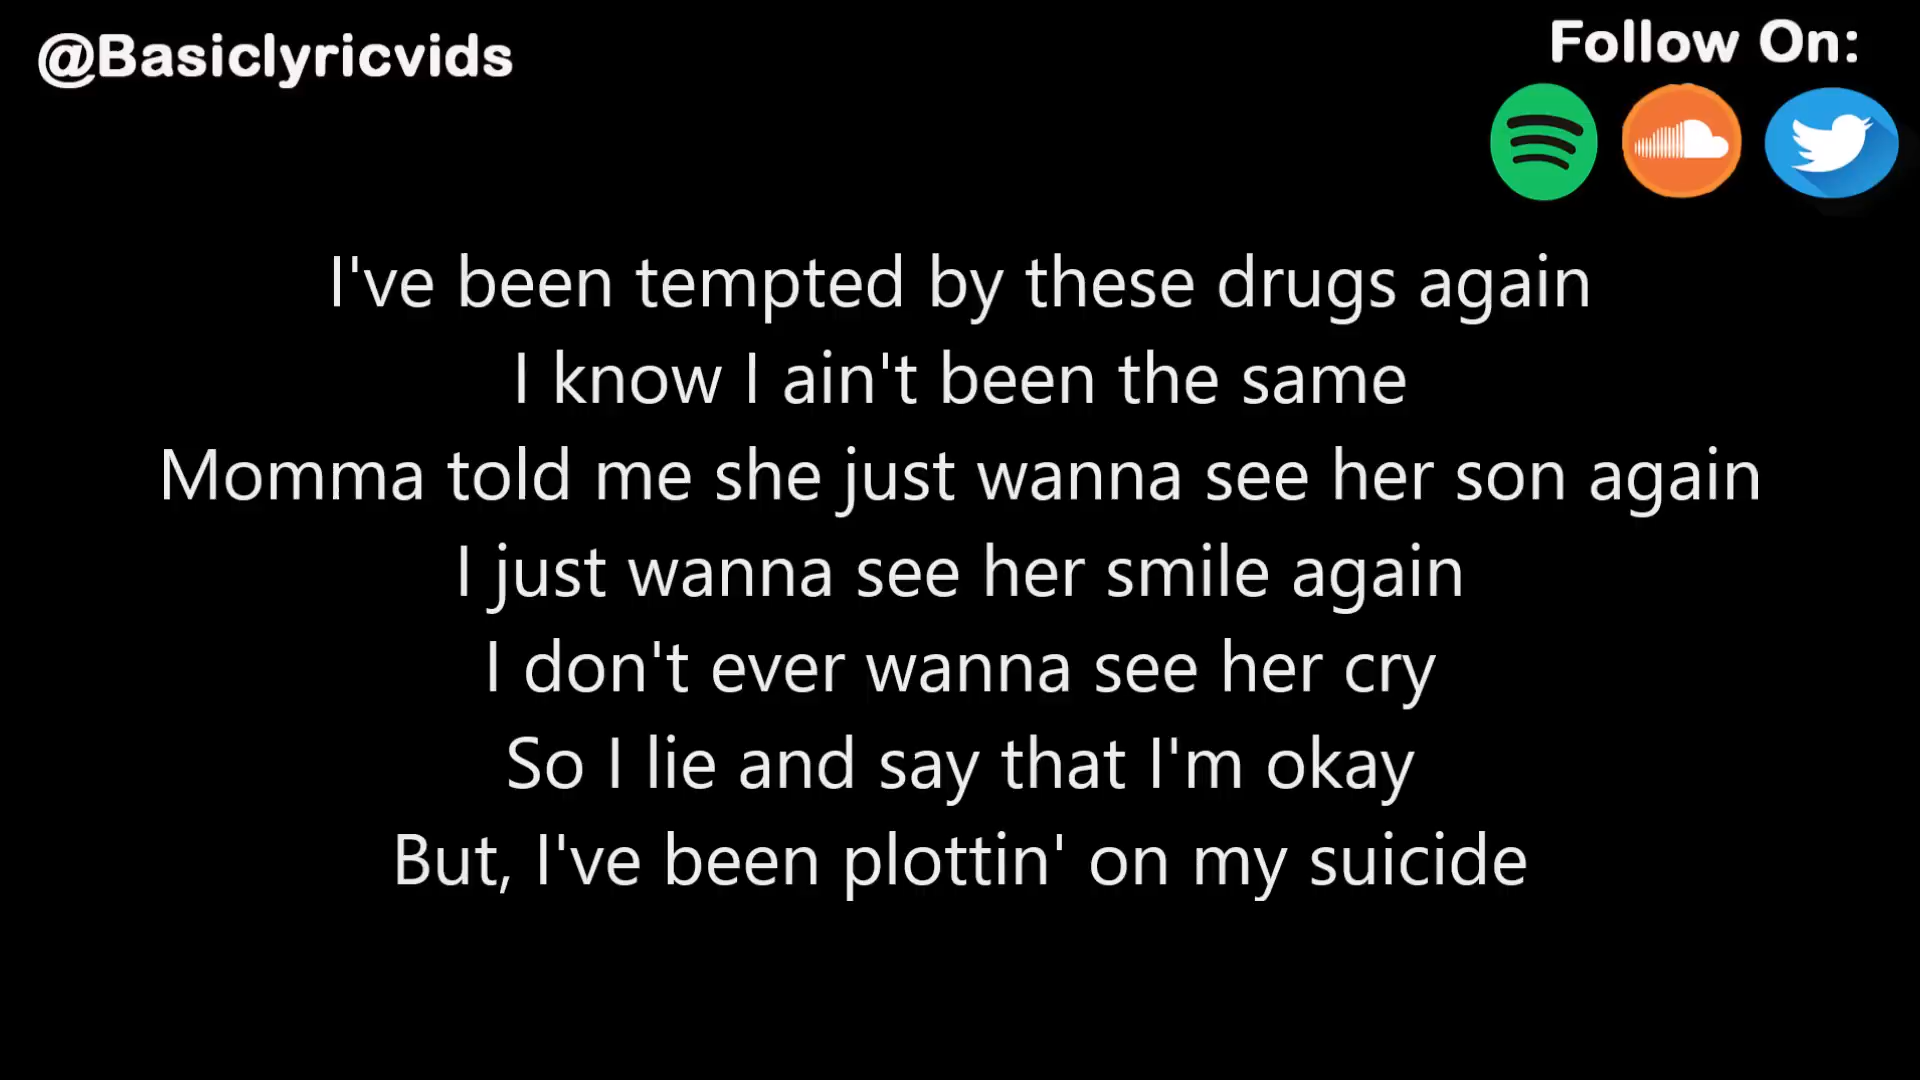 @Basiclyricvids
Follow On:
I've been tempted by these drugs again
I know I ain't been the same
Momma told me she just wanna see her son again
I just wanna see her smile again
I don't ever wanna see her cry
So I lie and say that I'm okay
But, I've been plottin' on my suicide